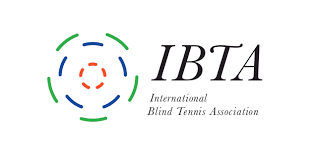 IBTA
International
Blind Tennis Association